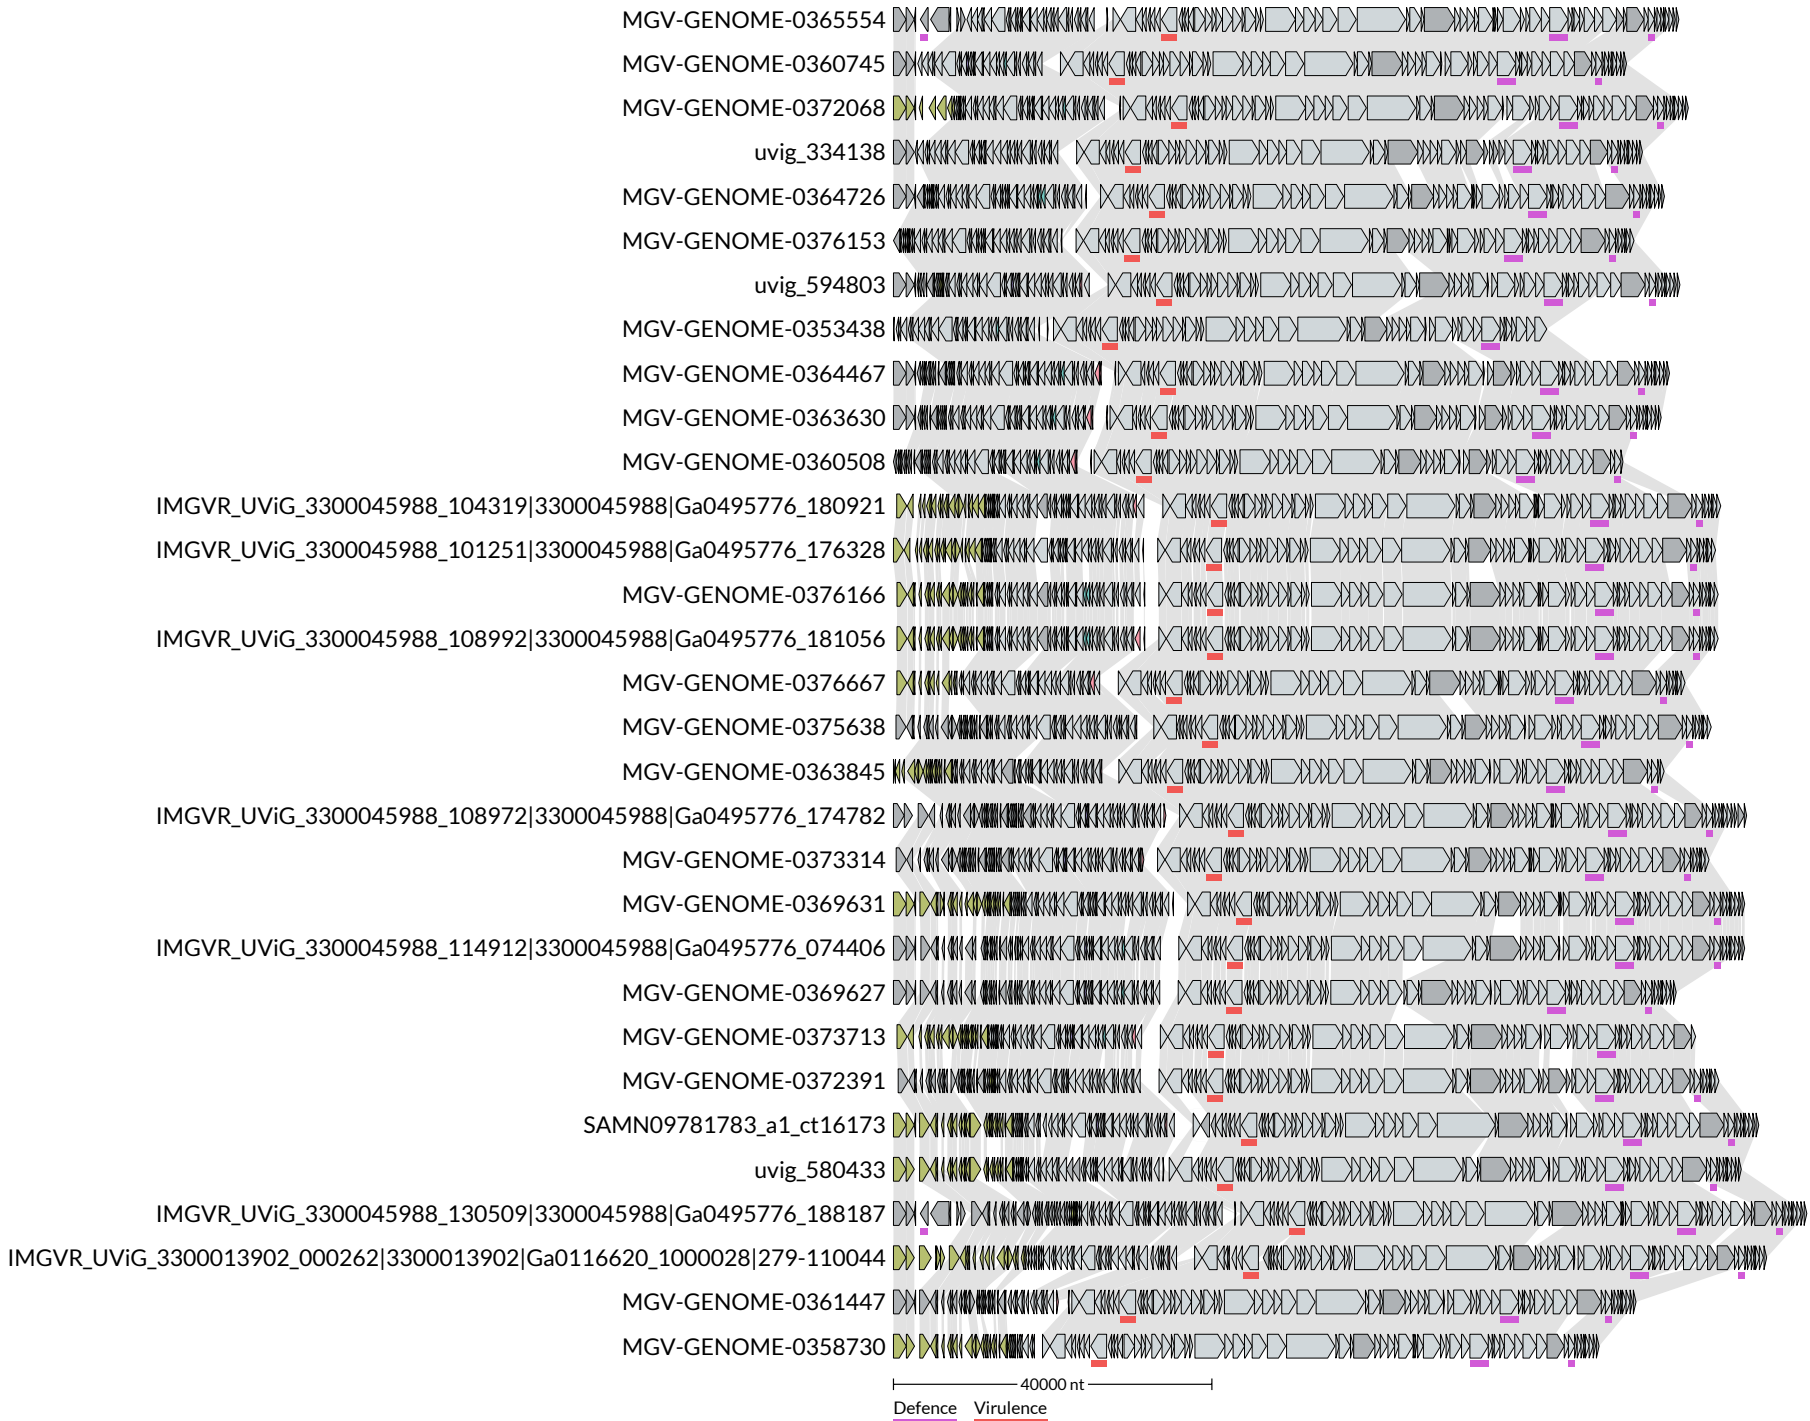 MGV-GENOME-0365554
MGV-GENOME-0360745
MGV-GENOME-0372068
uvig_334138
MGV-GENOME-0364726
MGV-GENOME-0376153
uvig_594803
MGV-GENOME-0353438
MGV-GENOME-0364467
MGV-GENOME-0363630
MGV-GENOME-0360508
IMGVR_UViG_3300045988_104319|3300045988|Ga0495776_180921
IMGVR_UViG_3300045988_101251|3300045988|Ga0495776_176328
MGV-GENOME-0376166
IMGVR_UViG_3300045988_108992|3300045988|Ga0495776_181056
MGV-GENOME-0376667
MGV-GENOME-0375638
MGV-GENOME-0363845
IMGVR_UViG_3300045988_108972|3300045988|Ga0495776_174782
MGV-GENOME-0373314
MGV-GENOME-0369631
IMGVR_UViG_3300045988_114912|3300045988|Ga0495776_074406
MGV-GENOME-0369627
MGV-GENOME-0373713
MGV-GENOME-0372391
SAMN09781783_a1_ct16173
uvig_580433
IMGVR_UViG_3300045988_130509|3300045988|Ga0495776_188187
IMGVR_UViG_3300013902_000262|3300013902|Ga0116620_1000028|279-110044
MGV-GENOME-0361447
MGV-GENOME-0358730
40000 nt
Defence Virulence